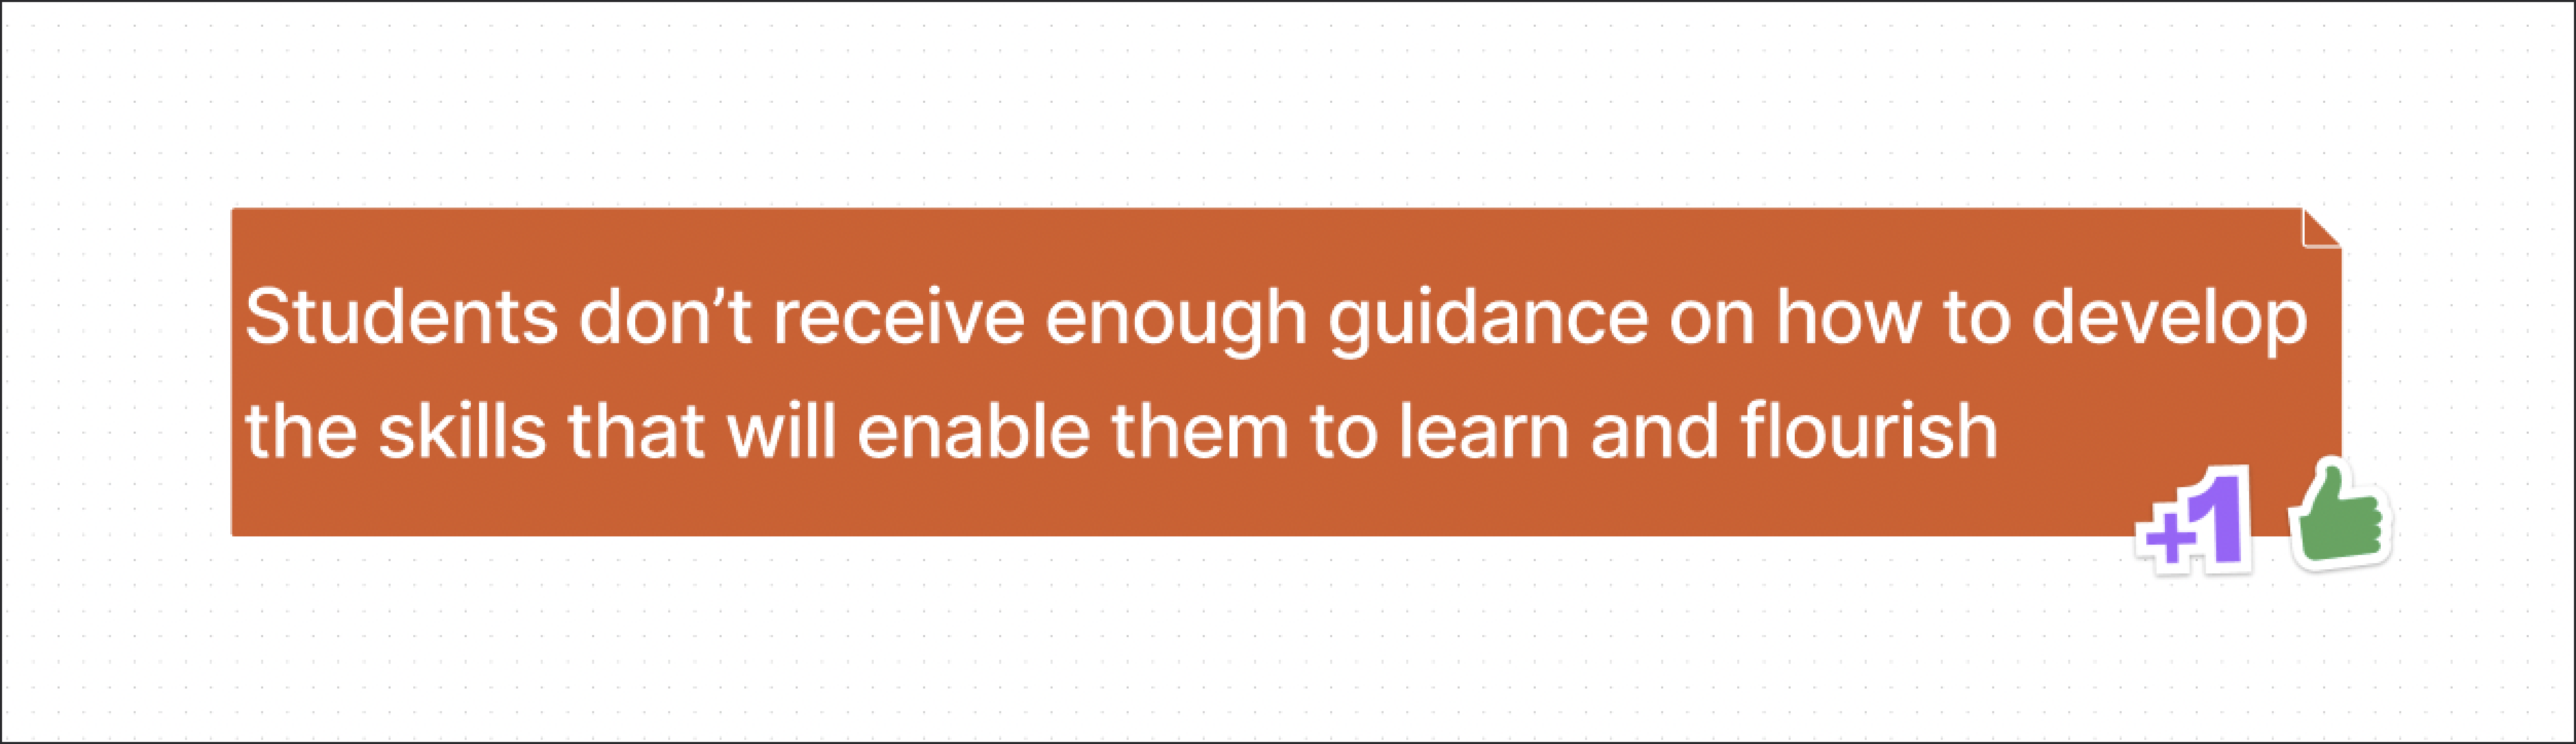 Students don’t receive enough guidance on how to develop
the skills that will enable them to learn and flourish
+1